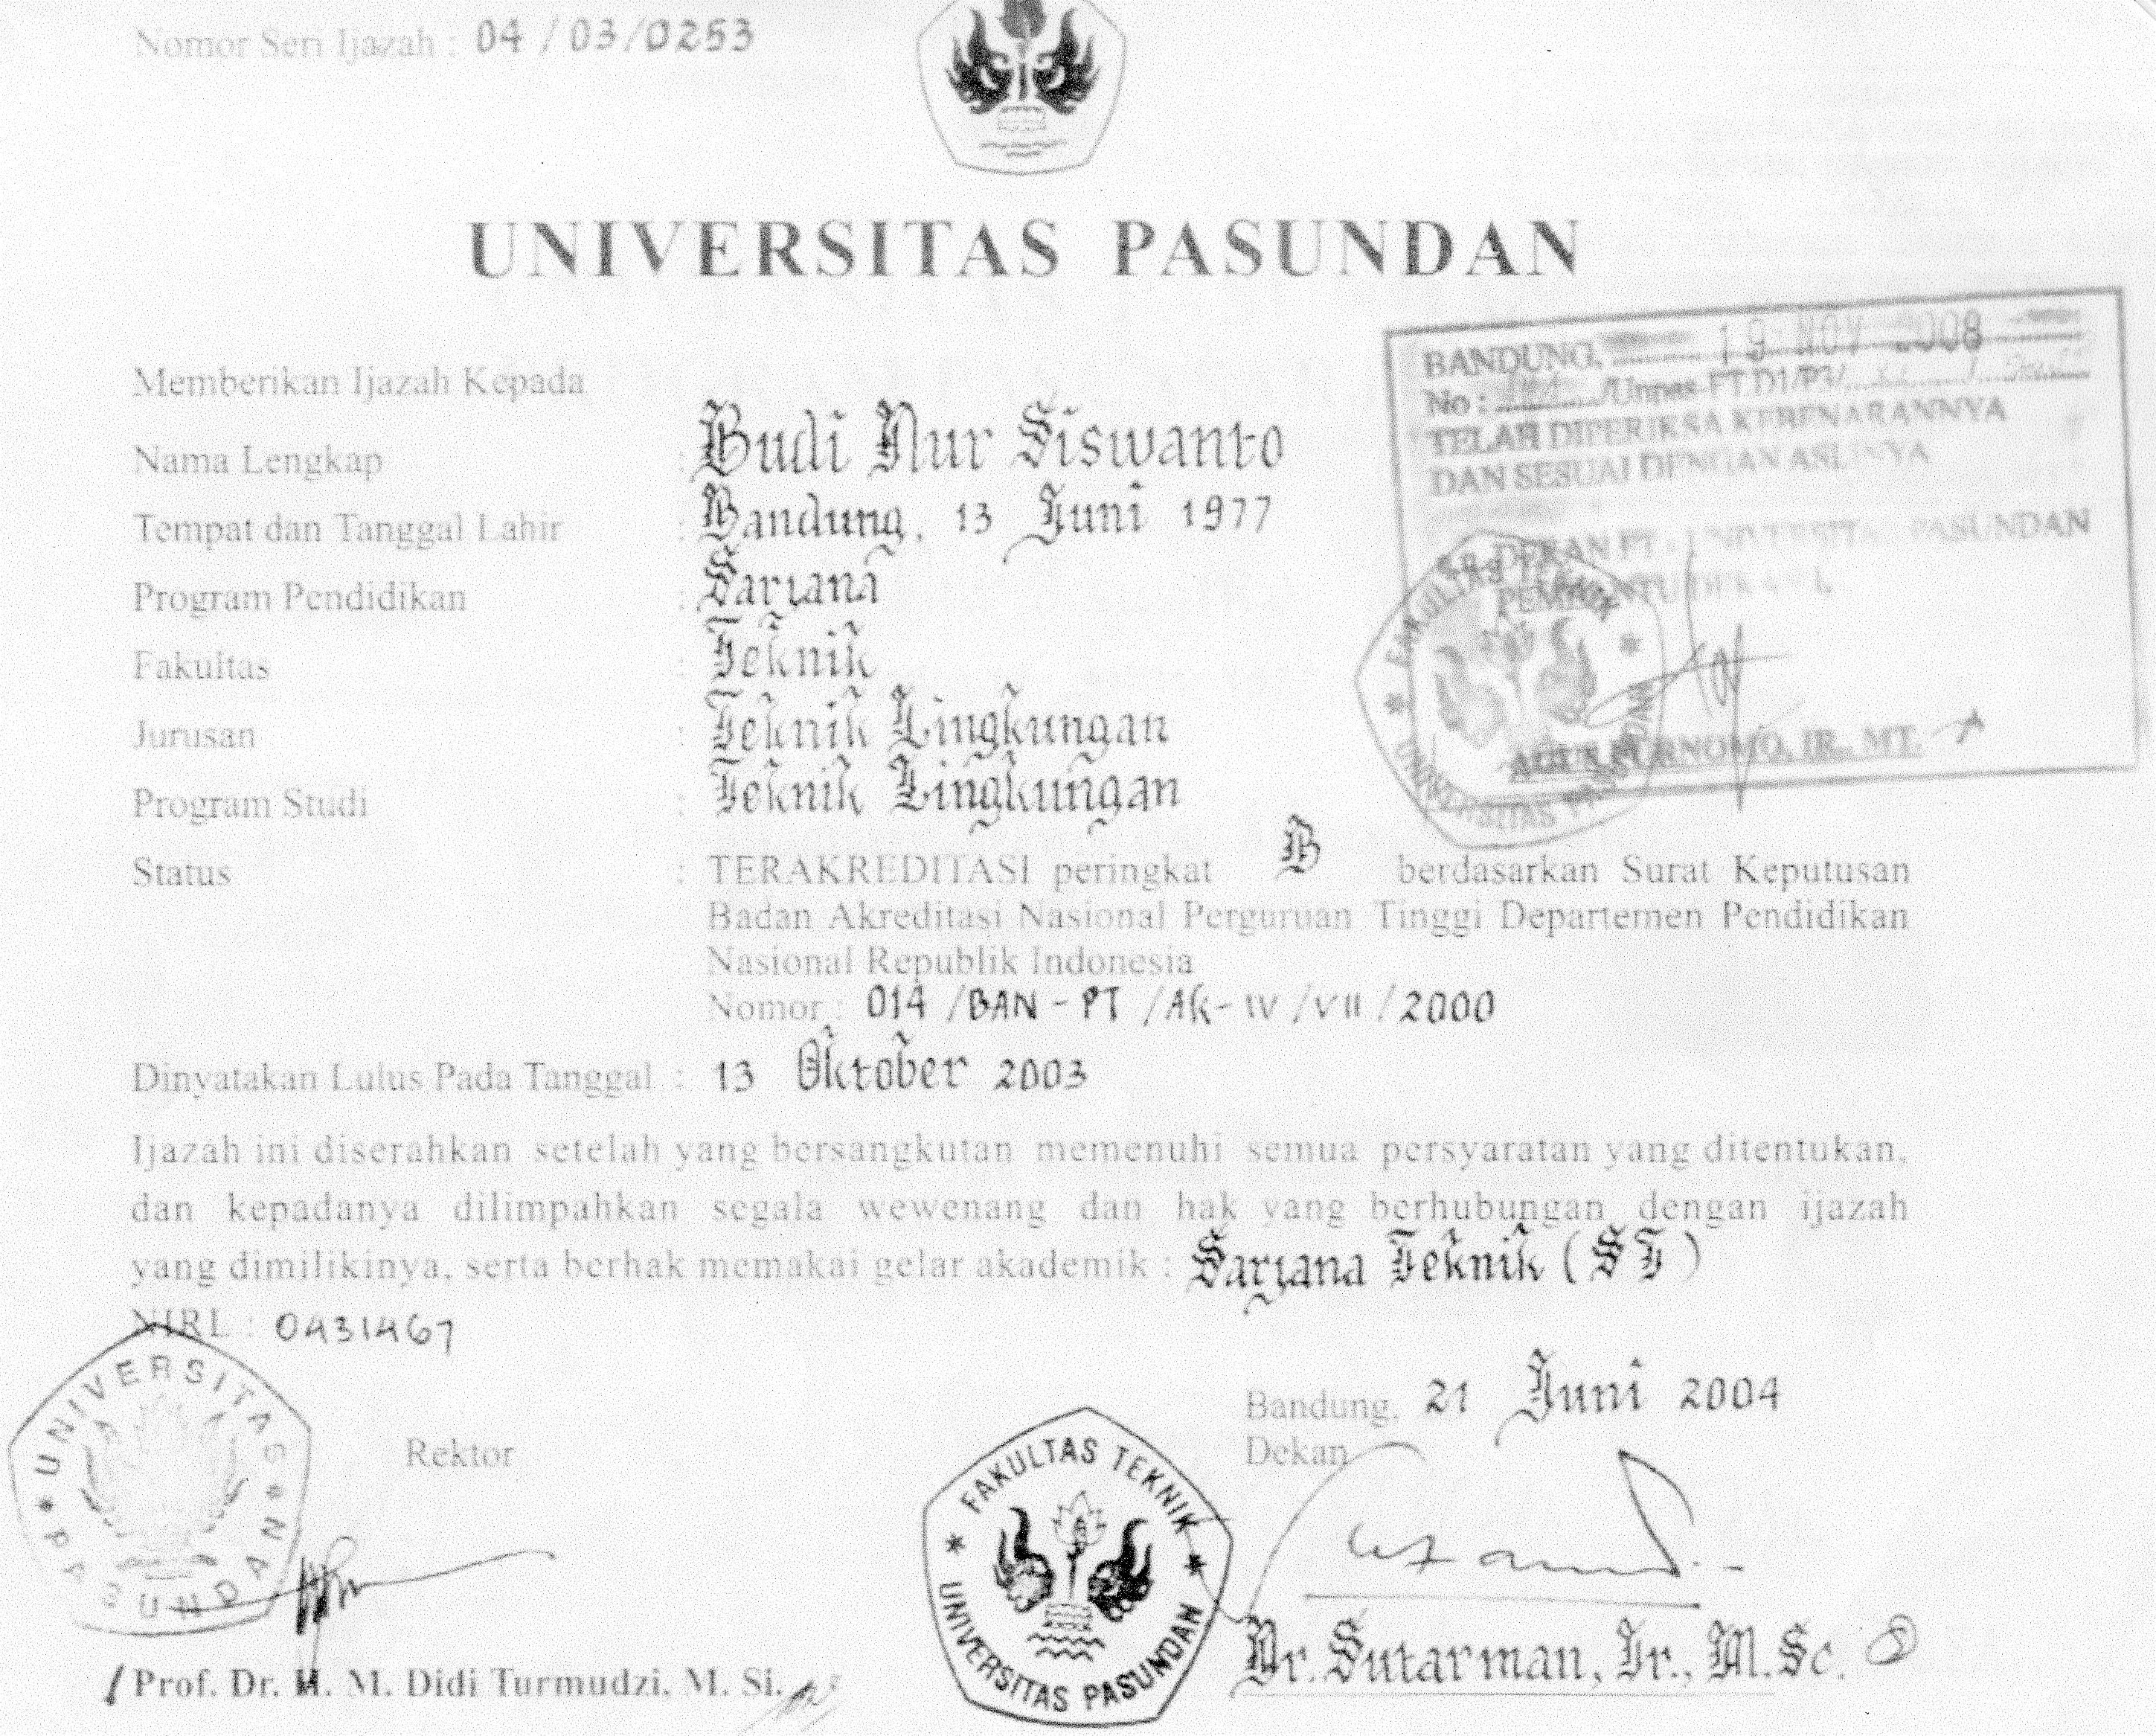 Nomor Seri Ijazah : 04 / 03 / 0253
UNIVERSITAS PASUNDAN
Memberikan Ijazah Kepada
Nama Lengkap : Budi Nur Siswanto
Tempat dan Tanggal Lahir : Bandung, 13 Juni 1977
Program Pendidikan : Sarjana
Fakultas : Teknik
Jurusan : Teknik Lingkungan
Program Studi : Teknik Lingkungan
Status : TERAKREDITASI peringkat B berdasarkan Surat Keputusan
Badan Akreditasi Nasional Perguruan Tinggi Departemen Pendidikan
Nasional Republik Indonesia
Nomor : 014 /BAN - PT /Ak- IV /VII / 2000
Dinyatakan Lulus Pada Tanggal : 13 Oktober 2003
Ijazah ini diserahkan setelah yang bersangkutan memenuhi semua persyaratan yang ditentukan,
dan kepadanya dilimpahkan segala wewenang dan hak yang berhubungan dengan ijazah
yang dimilikinya, serta berhak memakai gelar akademik : Sarjana Teknik ( ST )
NIRL : 0431467
BANDUNG, 19 NOV 2008
No : /Unpas-FT.D1/P3/
TELAH DIPERIKSA KEBENARANNYA
DAN SESUAI DENGAN ASLINYA
DEKAN FT - UNIVERSITAS PASUNDAN
PEMBANTU DEKAN I,
FAKULTAS TEKNIK
UNIVERSITAS PASUNDAN
PURNOMO, IR., MT.
Bandung, 21 Juni 2004
Rektor
Dekan
UNIVERSITAS
PASUNDAN
FAKULTAS TEKNIK
UNIVERSITAS PASUNDAN
Prof. Dr. H. M. Didi Turmudzi, M. Si.
Dr. Sutarman, Ir., M.Sc.